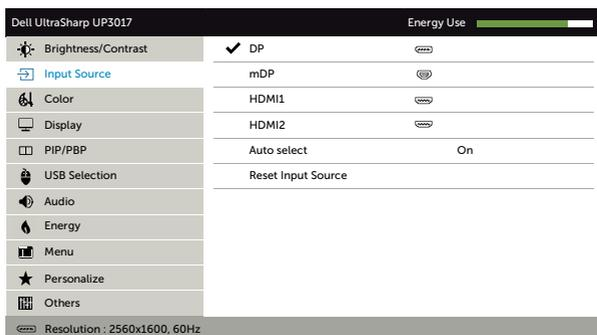 Dell UltraSharp UP3017 Energy Use
Brightness/Contrast DP
Input Source mDP
Color HDMI1
Display HDMI2
PIP/PBP Auto select On
USB Selection Reset Input Source
Audio
Energy
Menu
Personalize
Others
Resolution : 2560x1600, 60Hz